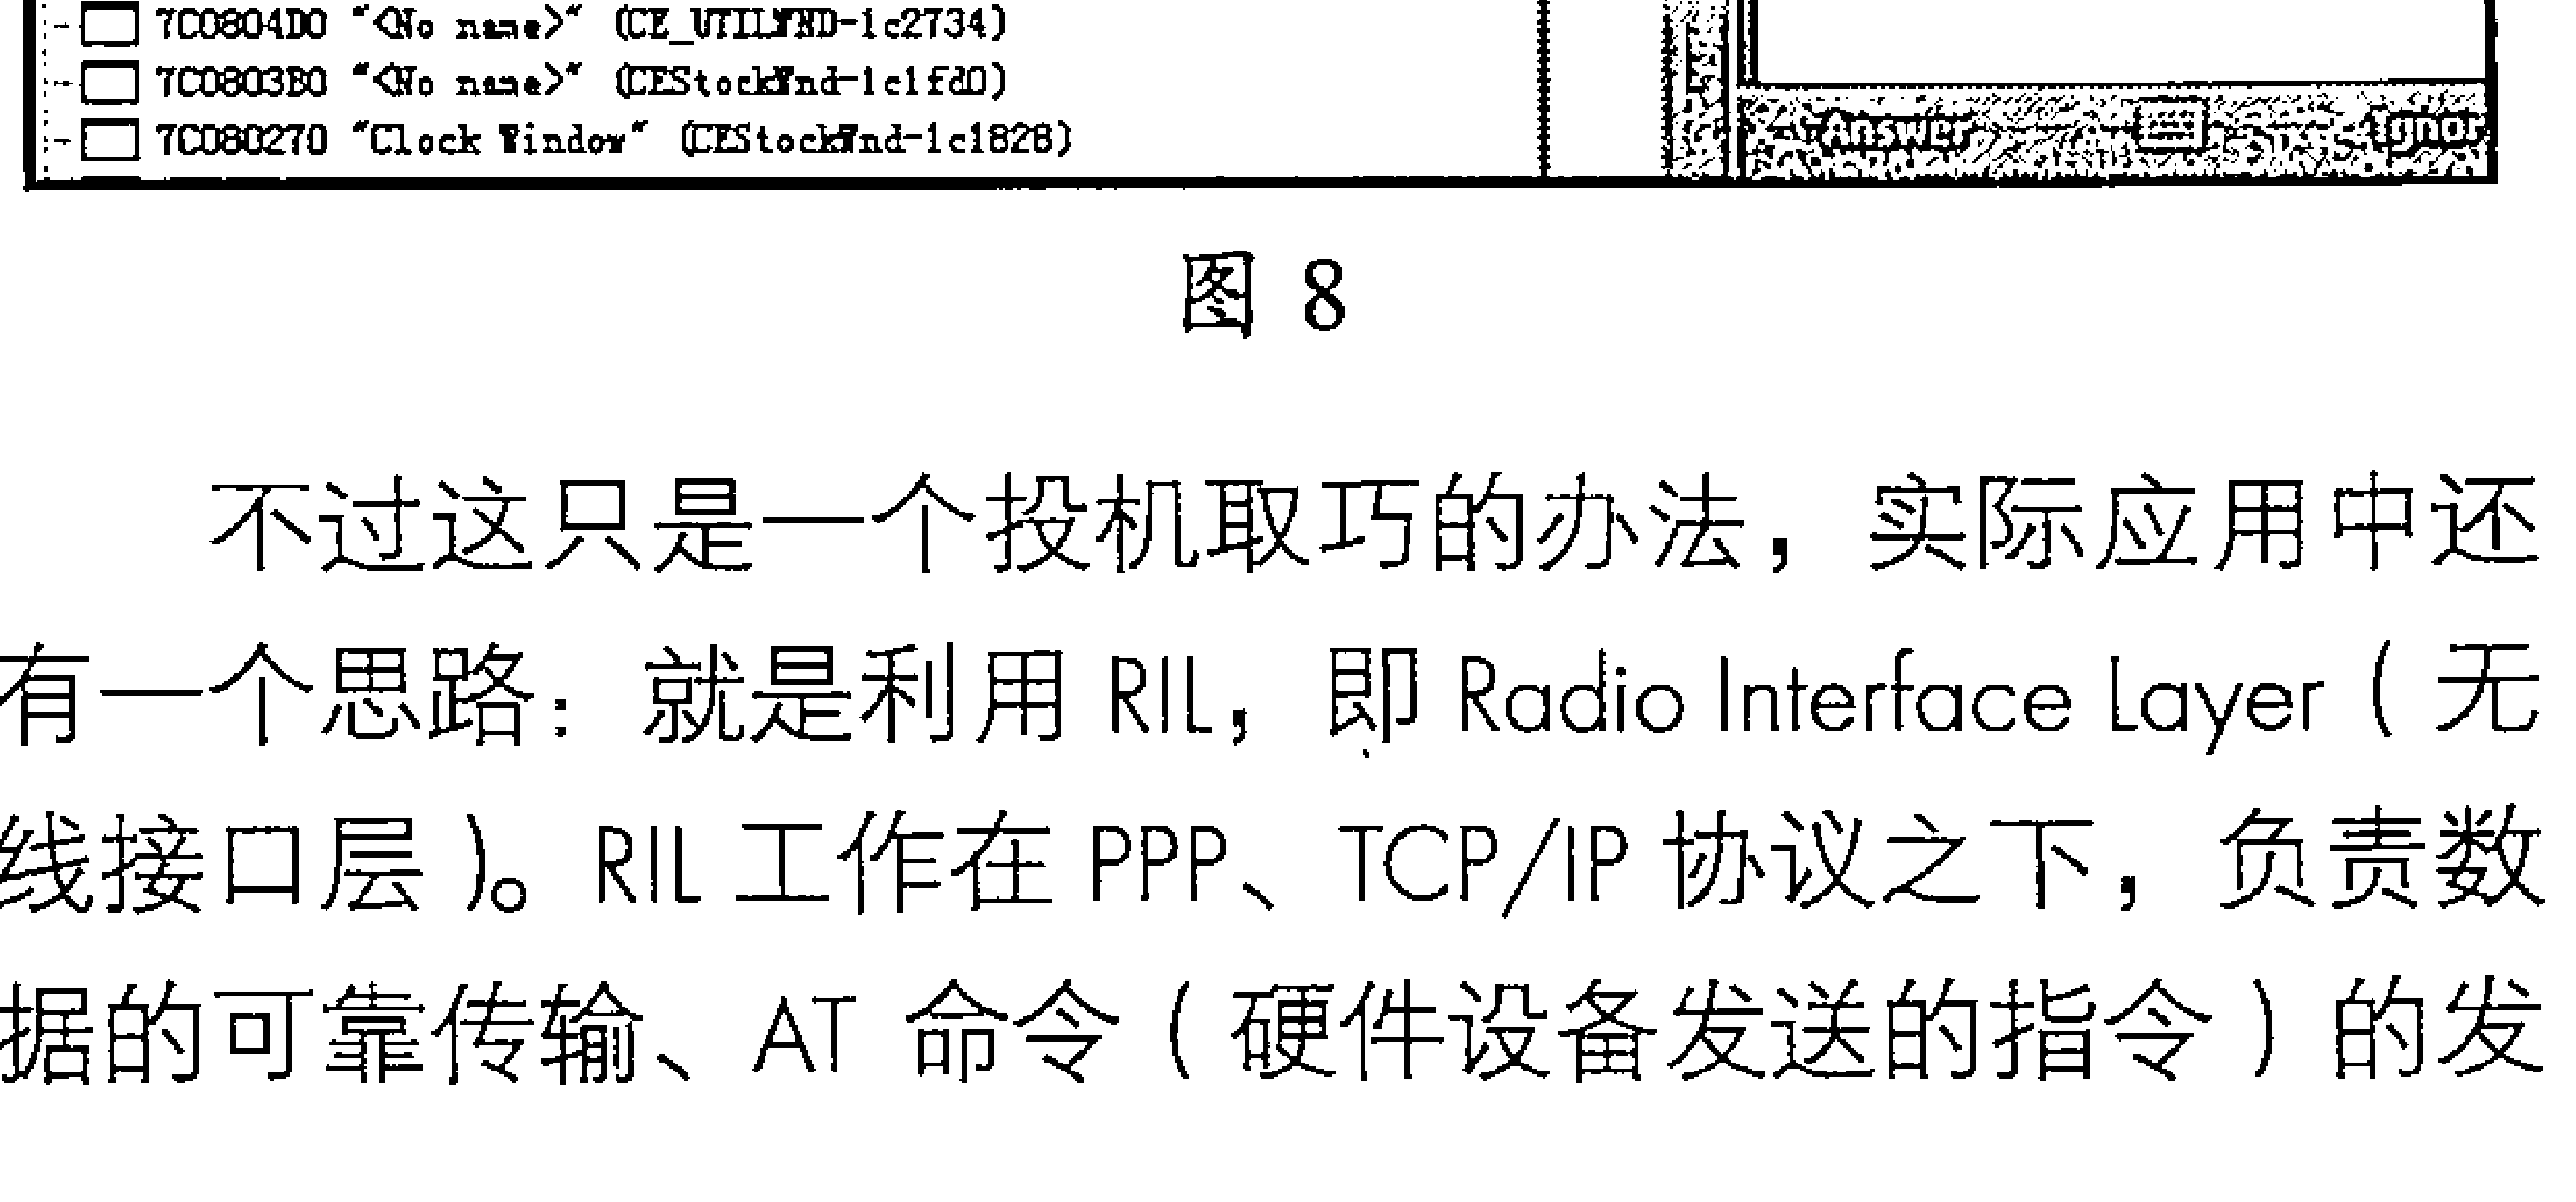 7C0804D0 "<No name>" (CE_UTILWND-1c2734)
7C0803B0 "<No name>" (CEStockWnd-1c1fd0)
7C080270 "Clock Window" (CEStockWnd-1c1828)
Answer
Ignor
图 8
不过这只是一个投机取巧的办法，实际应用中还
有一个思路：就是利用 RIL，即 Radio Interface Layer（无
线接口层）。RIL 工作在 PPP、TCP/IP 协议之下，负责数
据的可靠传输、AT 命令（硬件设备发送的指令）的发